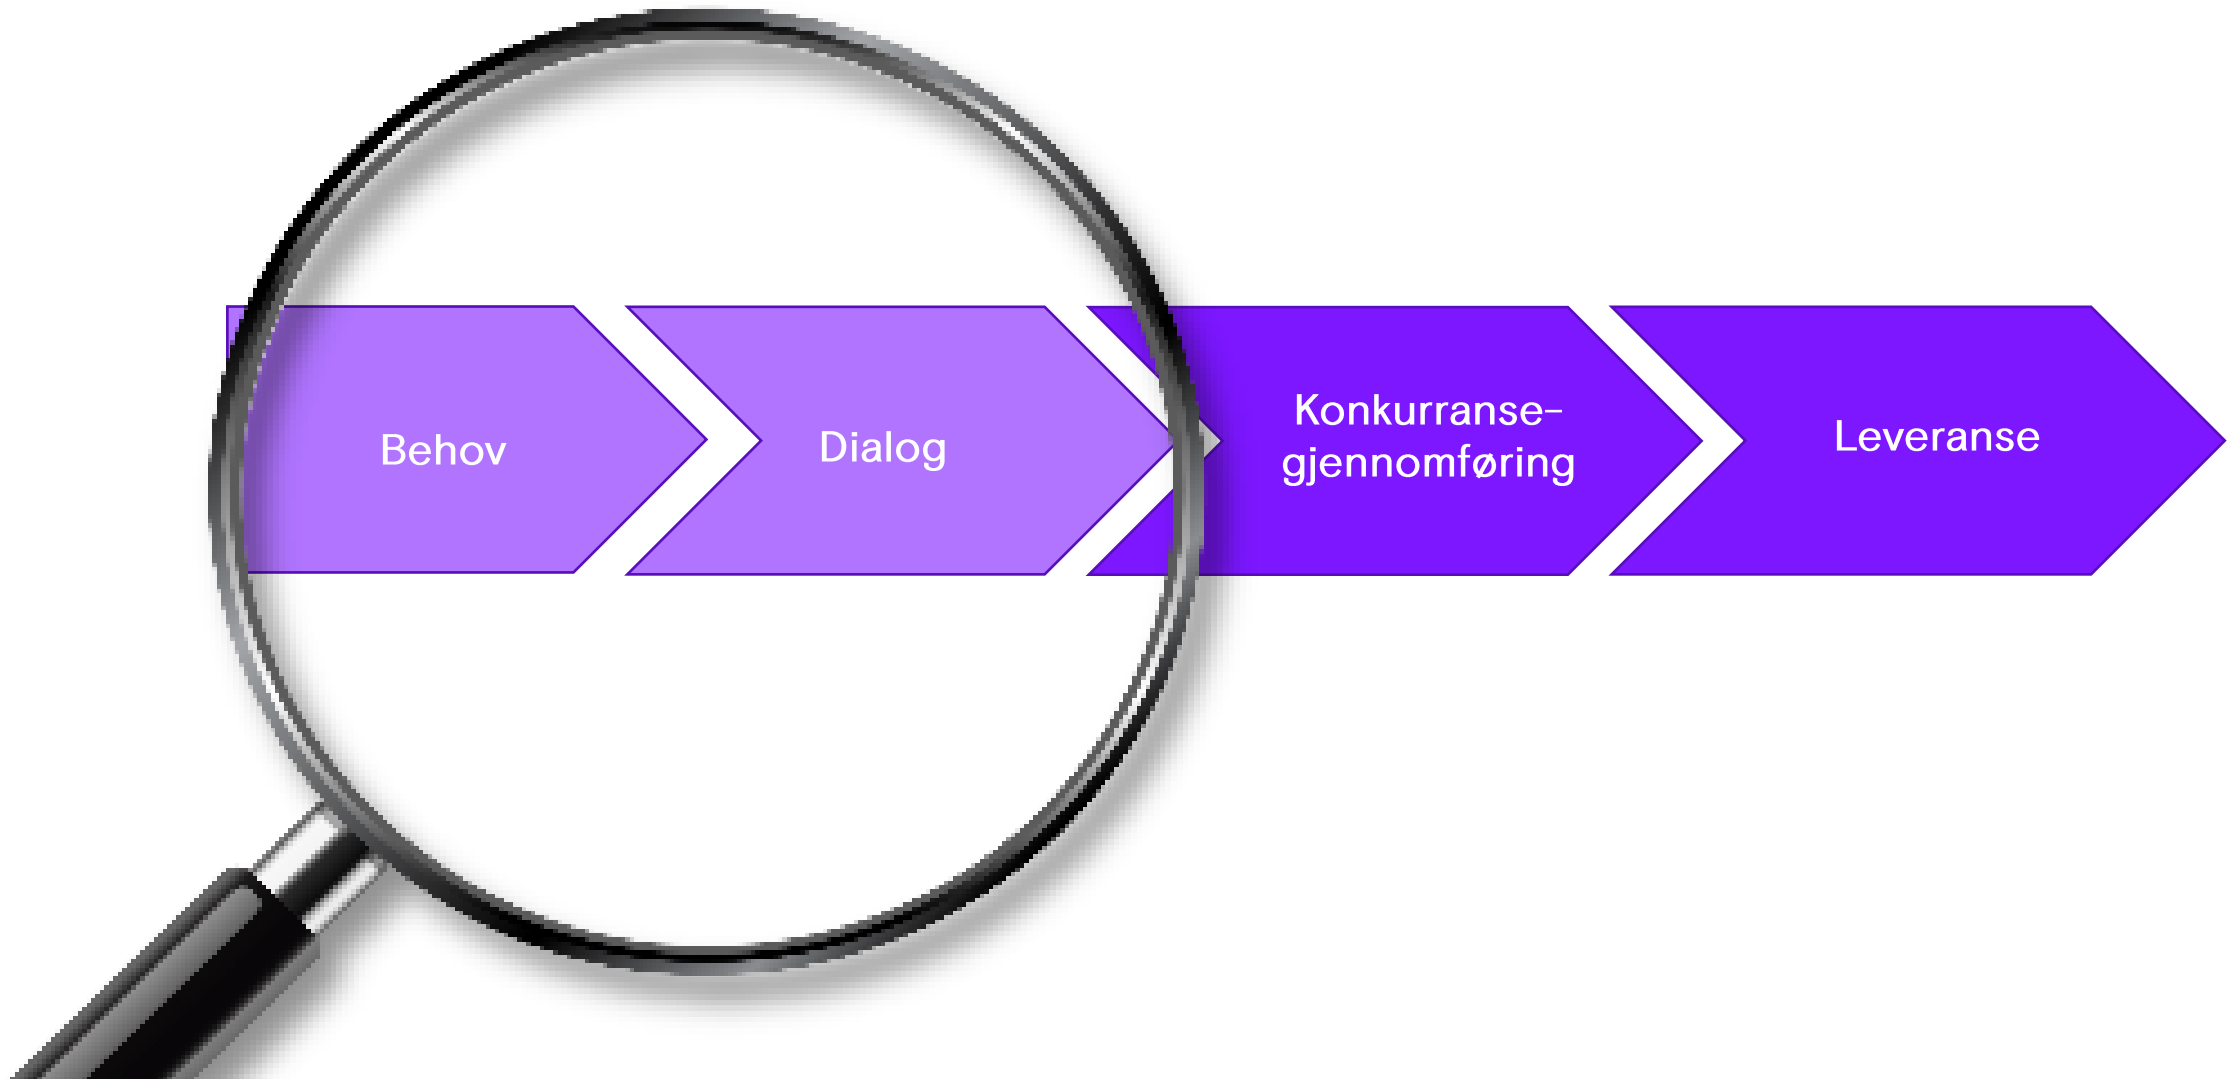 Behov
Dialog
Konkurranse-
gjennomføring
Leveranse